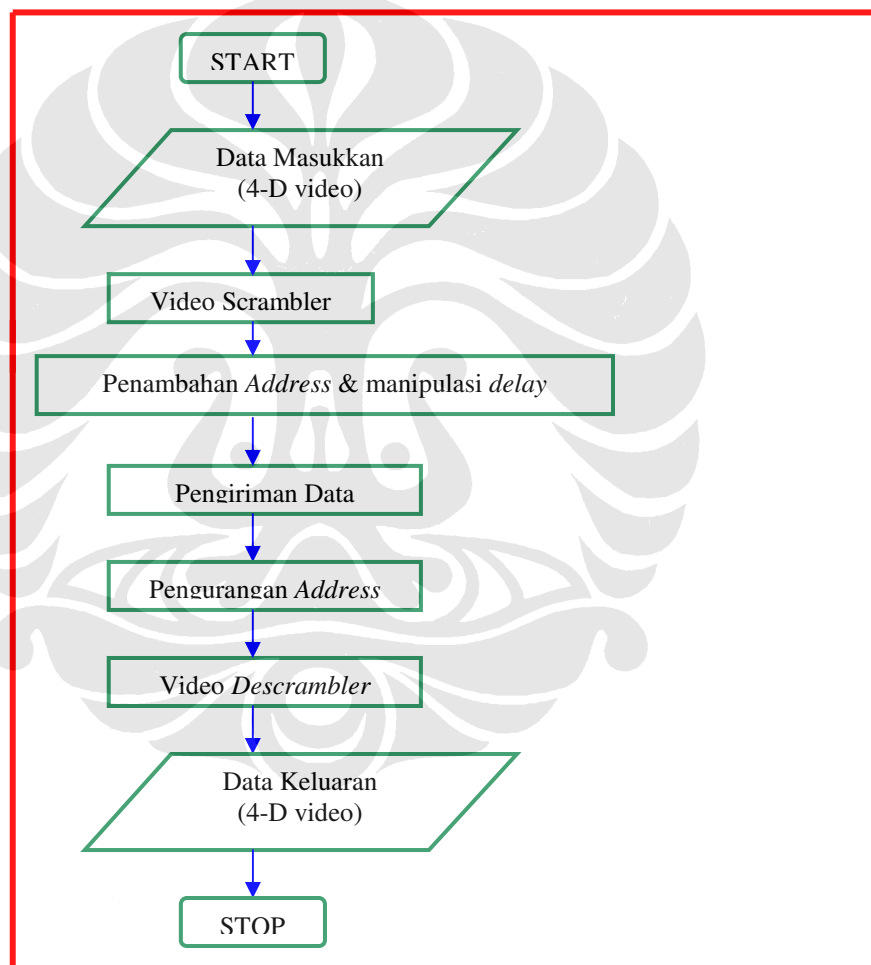 START
Data Masukkan
(4-D video)
Video Scrambler
Penambahan Address & manipulasi delay
Pengiriman Data
Pengurangan Address
Video Descrambler
Data Keluaran
(4-D video)
STOP